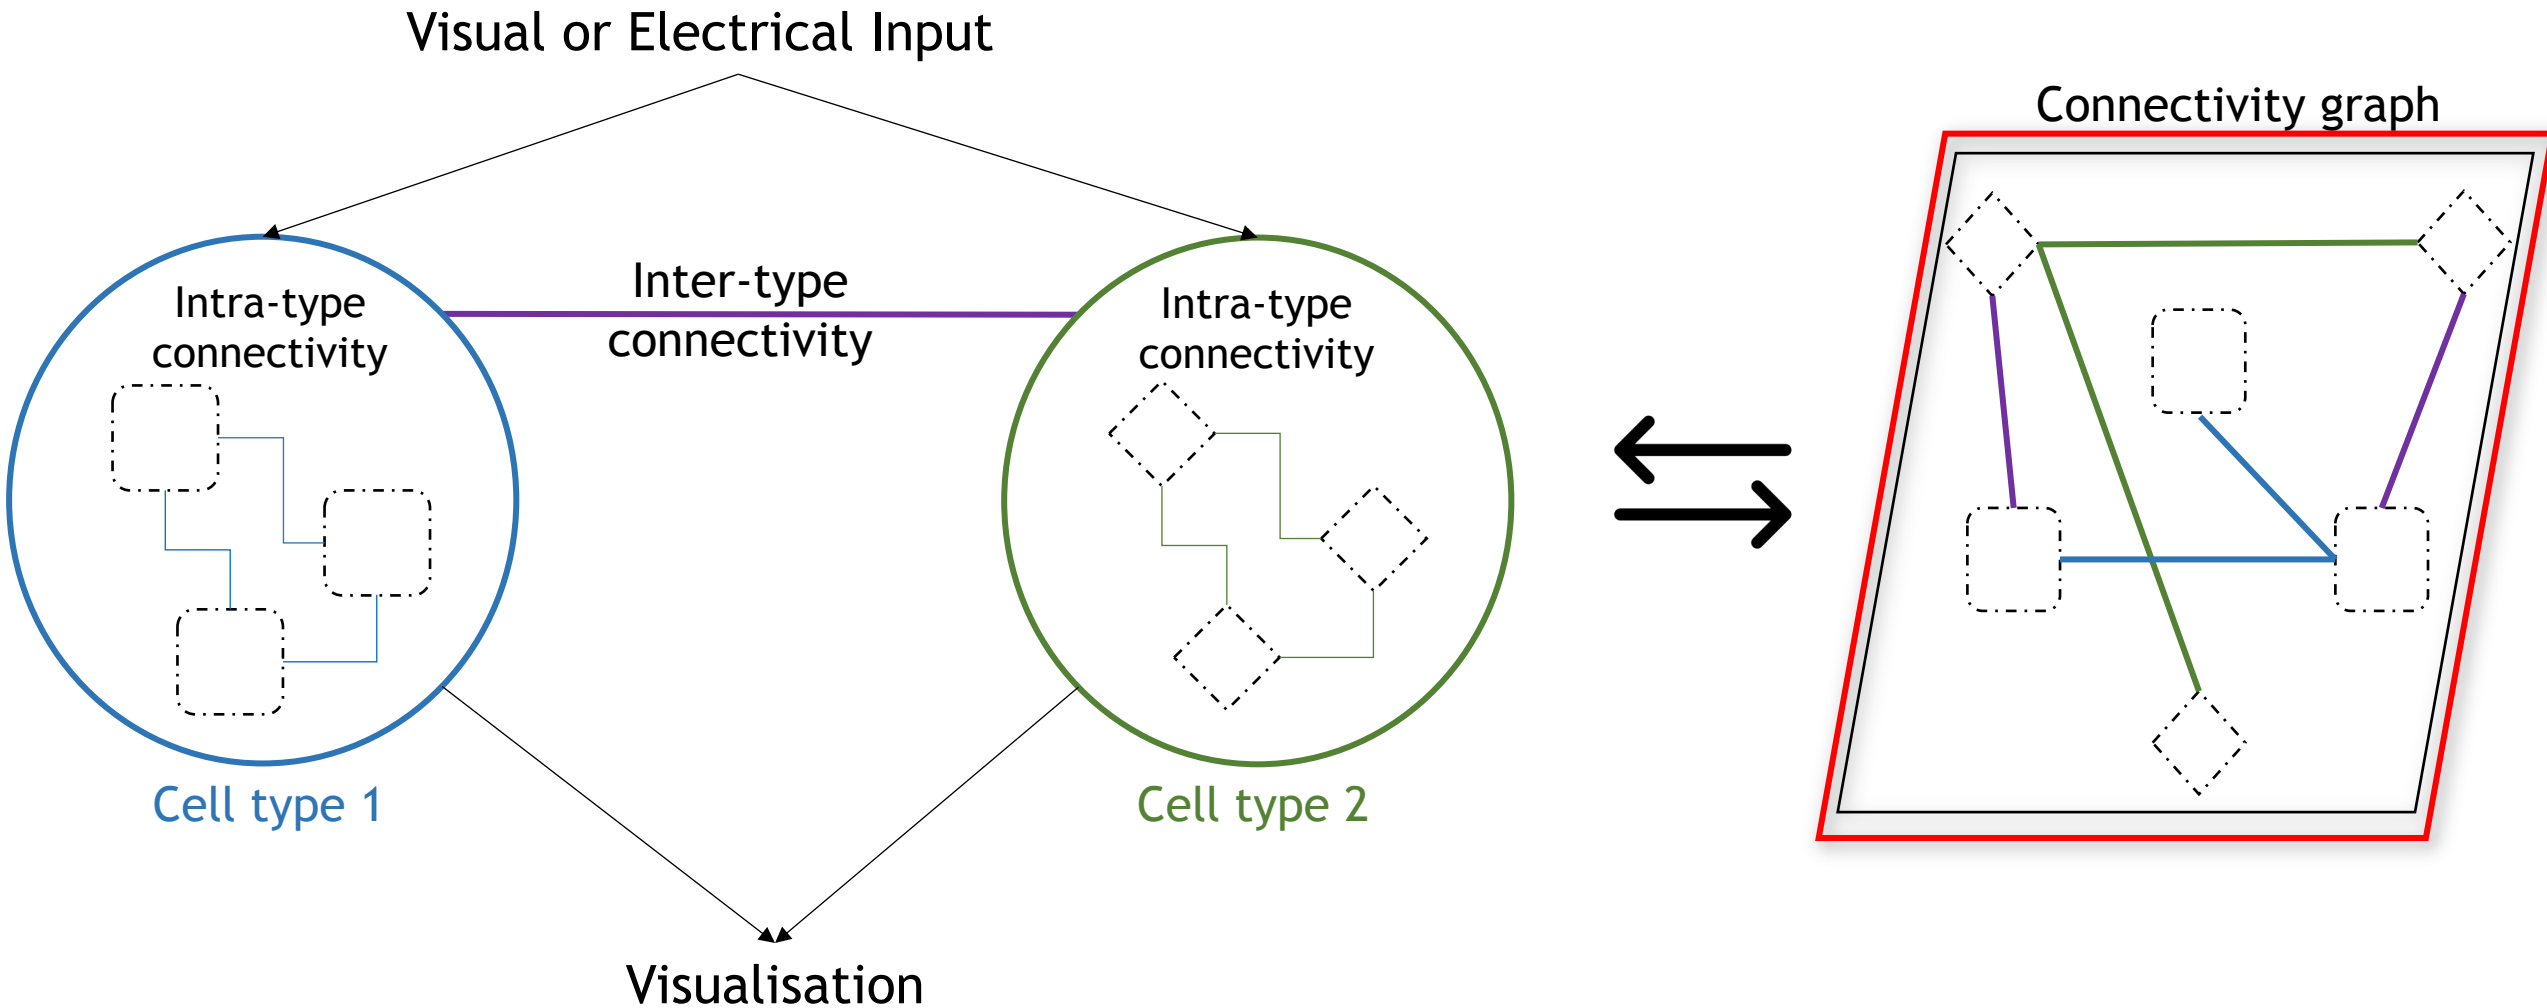 Visual or Electrical Input
Connectivity graph
Inter-type
connectivity
Intra-type
connectivity
Intra-type
connectivity
Cell type 1
Cell type 2
Visualisation